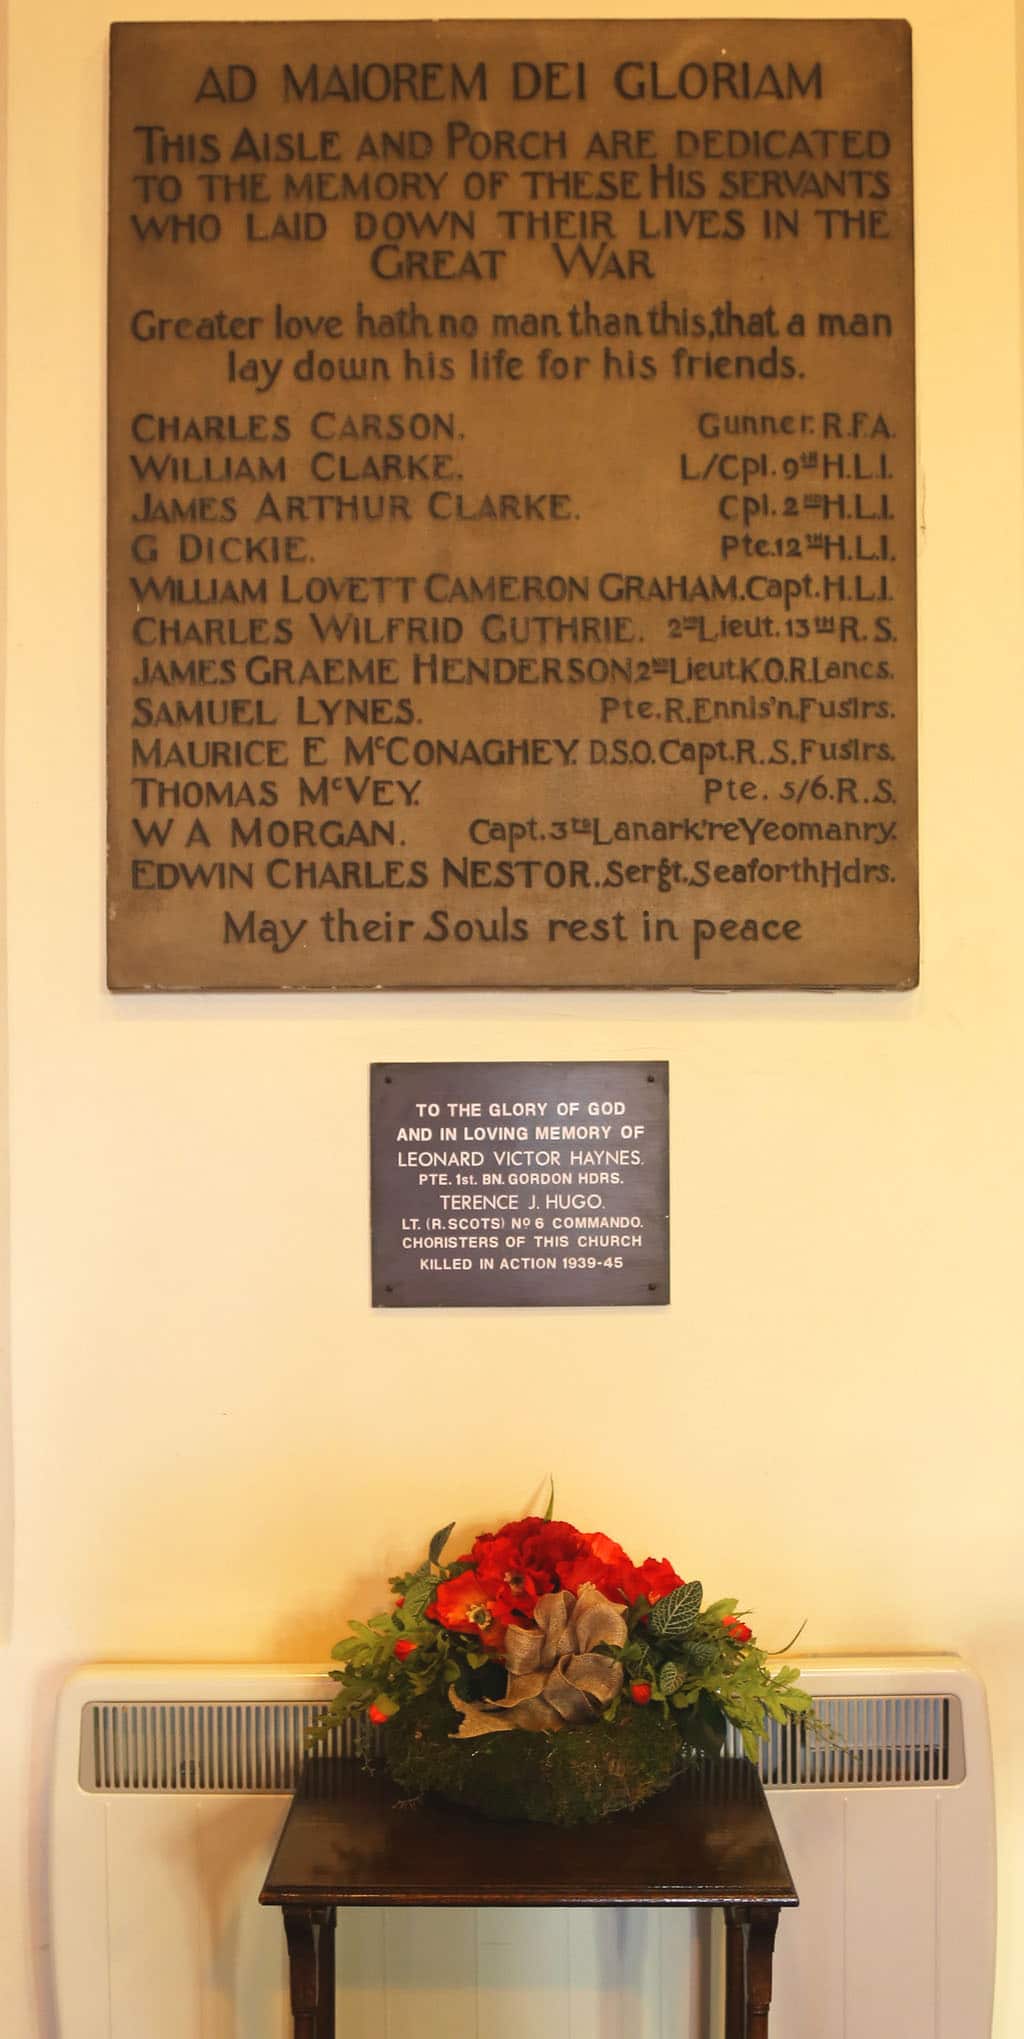 AD MAIOREM DEI GLORIAM
THIS AISLE AND PORCH ARE DEDICATED
TO THE MEMORY OF THESE HIS SERVANTS
WHO LAID DOWN THEIR LIVES IN THE
GREAT WAR
Greater love hath no man than this, that a man
lay down his life for his friends.
CHARLES CARSON. Gunner. R.F.A.
WILLIAM CLARKE. L/Cpl. 9TH H.L.I.
JAMES ARTHUR CLARKE. Cpl. 2ND H.L.I.
G DICKIE. Pte. 12TH H.L.I.
WILLIAM LOVETT CAMERON GRAHAM. Capt. H.L.I.
CHARLES WILFRID GUTHRIE. 2ND Lieut. 13TH R.S.
JAMES GRAEME HENDERSON 2ND Lieut. K.O.R. Lancs.
SAMUEL LYNES. Pte. R. Ennis'n. Fuslrs.
MAURICE E McCONAGHEY. D.S.O. Capt. R.S. Fuslrs.
THOMAS McVEY. Pte. 5/6. R.S.
W A MORGAN. Capt. 3rd Lanark're Yeomanry.
EDWIN CHARLES NESTOR. Sergt. Seaforth Hdrs.
May their Souls rest in peace
TO THE GLORY OF GOD
AND IN LOVING MEMORY OF
LEONARD VICTOR HAYNES.
PTE. 1st. BN. GORDON HDRS.
TERENCE J. HUGO.
LT. (R. SCOTS) No 6 COMMANDO.
CHORISTERS OF THIS CHURCH
KILLED IN ACTION 1939-45